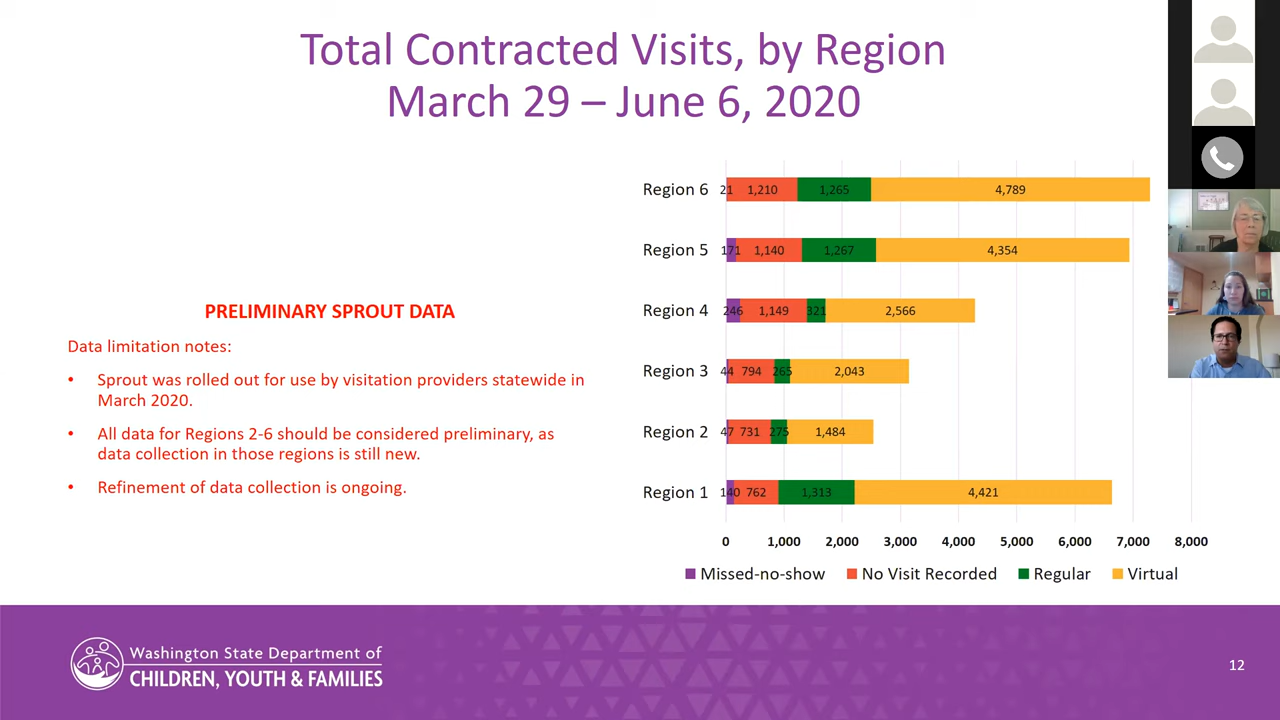 Total Contracted Visits, by Region
March 29 – June 6, 2020
PRELIMINARY SPROUT DATA
Data limitation notes:
• Sprout was rolled out for use by visitation providers statewide in
March 2020.
• All data for Regions 2-6 should be considered preliminary, as
data collection in those regions is still new.
• Refinement of data collection is ongoing.
Region 6 21 1,210 1,265 4,789
Region 5 171 1,140 1,267 4,354
Region 4 246 1,149 321 2,566
Region 3 44 794 265 2,043
Region 2 47 731 275 1,484
Region 1 140 762 1,313 4,421
0 1,000 2,000 3,000 4,000 5,000 6,000 7,000 8,000
Missed-no-show No Visit Recorded Regular Virtual
Washington State Department of
CHILDREN, YOUTH & FAMILIES
12